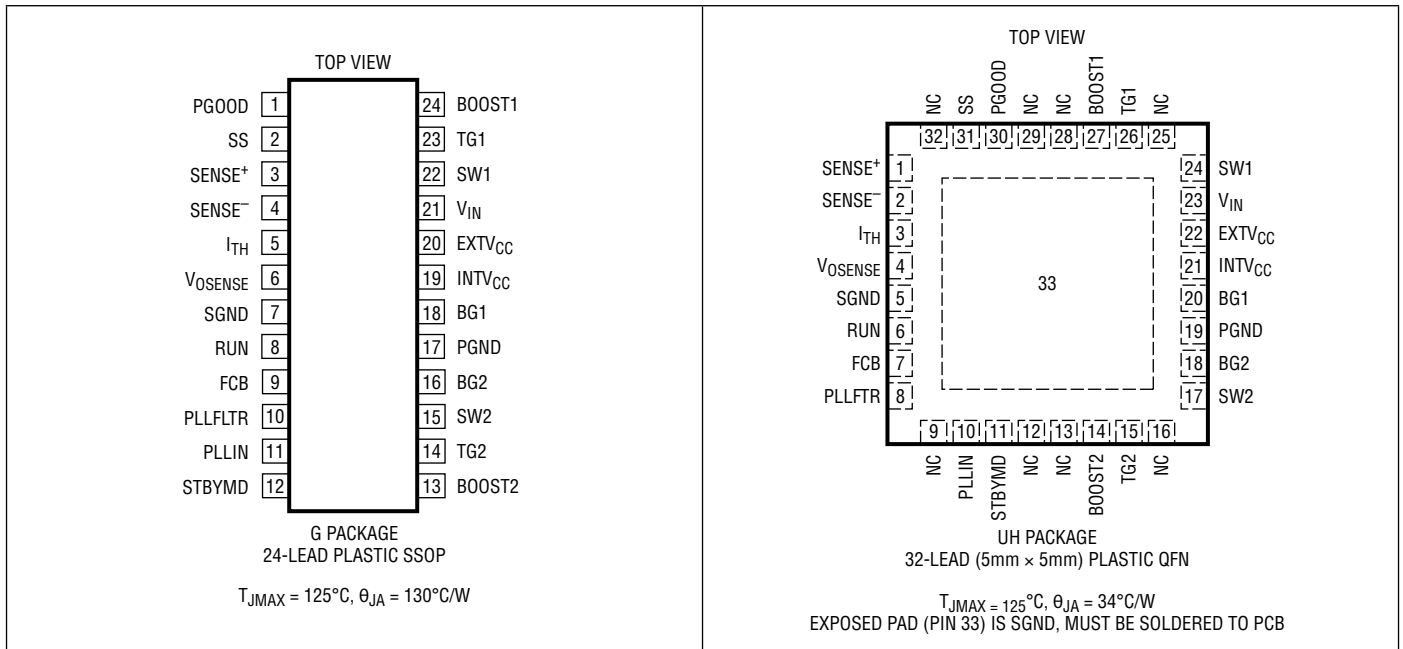 TOP VIEW
PGOOD 1
SS 2
SENSE+ 3
SENSE– 4
ITH 5
VOSENSE 6
SGND 7
RUN 8
FCB 9
PLLFLTR 10
PLLIN 11
STBYMD 12
24 BOOST1
23 TG1
22 SW1
21 VIN
20 EXTVCC
19 INTVCC
18 BG1
17 PGND
16 BG2
15 SW2
14 TG2
13 BOOST2
G PACKAGE
24-LEAD PLASTIC SSOP
TJMAX = 125°C, θJA = 130°C/W
TOP VIEW
NC SS PGOOD NC NC BOOST1 TG1 NC
32 31 30 29 28 27 26 25
SENSE+ 1
SENSE– 2
ITH 3
VOSENSE 4
SGND 5
RUN 6
FCB 7
PLLFTR 8
33
24 SW1
23 VIN
22 EXTVCC
21 INTVCC
20 BG1
19 PGND
18 BG2
17 SW2
9 10 11 12 13 14 15 16
NC PLLIN STBYMD NC NC BOOST2 TG2 NC
UH PACKAGE
32-LEAD (5mm × 5mm) PLASTIC QFN
TJMAX = 125°C, θJA = 34°C/W
EXPOSED PAD (PIN 33) IS SGND, MUST BE SOLDERED TO PCB